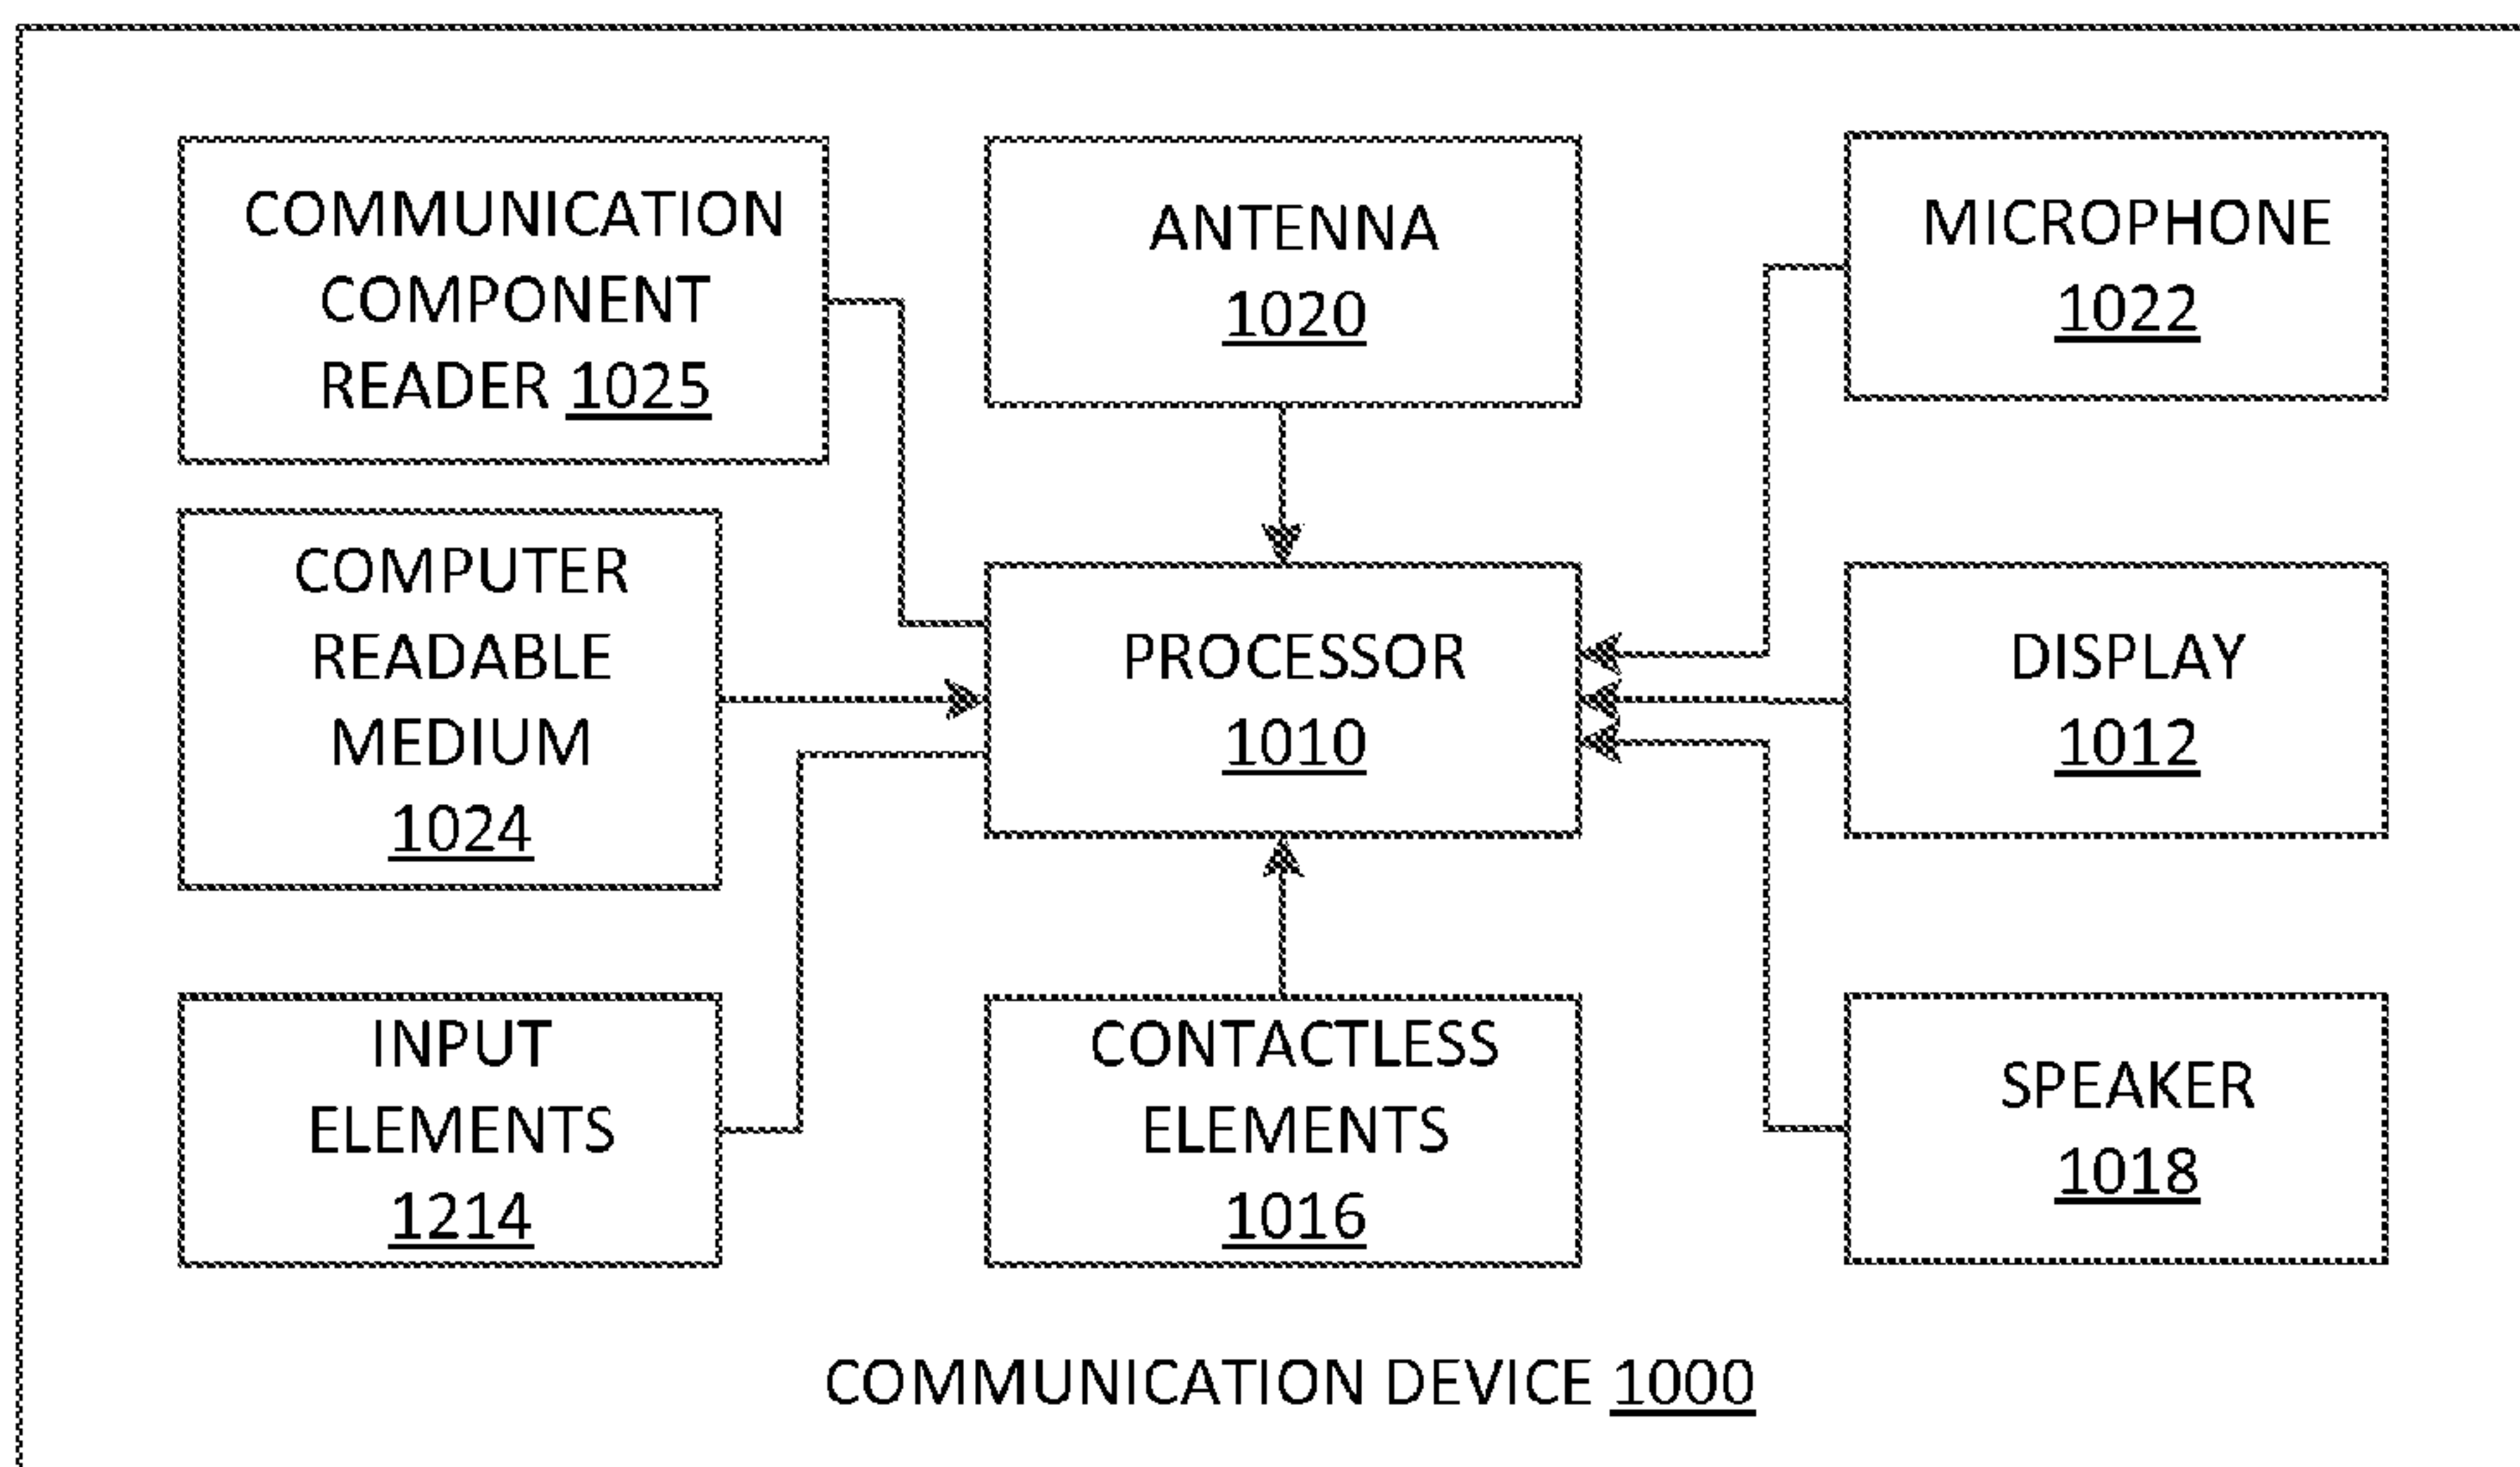 COMMUNICATION
COMPONENT
READER 1025
ANTENNA
1020
MICROPHONE
1022
COMPUTER
READABLE
MEDIUM
1024
PROCESSOR
1010
DISPLAY
1012
INPUT
ELEMENTS
1214
CONTACTLESS
ELEMENTS
1016
SPEAKER
1018
COMMUNICATION DEVICE 1000